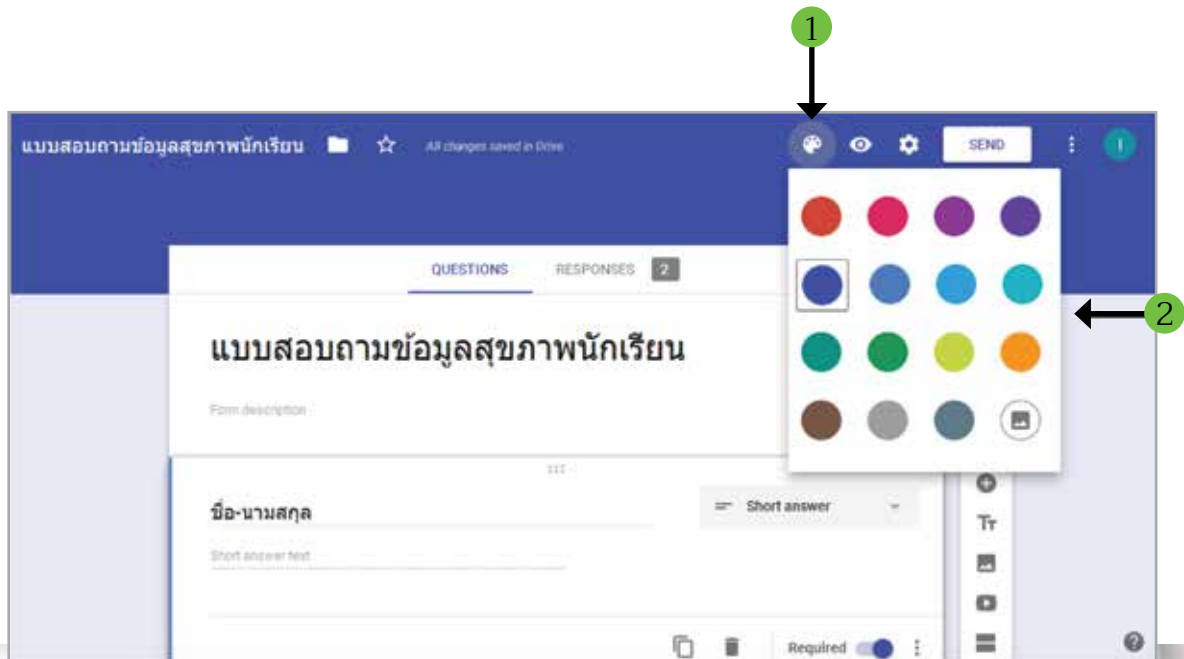 1
แบบสอบถามข้อมูลสุขภาพนักเรียน All changes saved in Drive SEND I
QUESTIONS RESPONSES 2
2
แบบสอบถามข้อมูลสุขภาพนักเรียน
Form description
ชื่อ-นามสกุล Short answer
Tт
Short answer text
Required